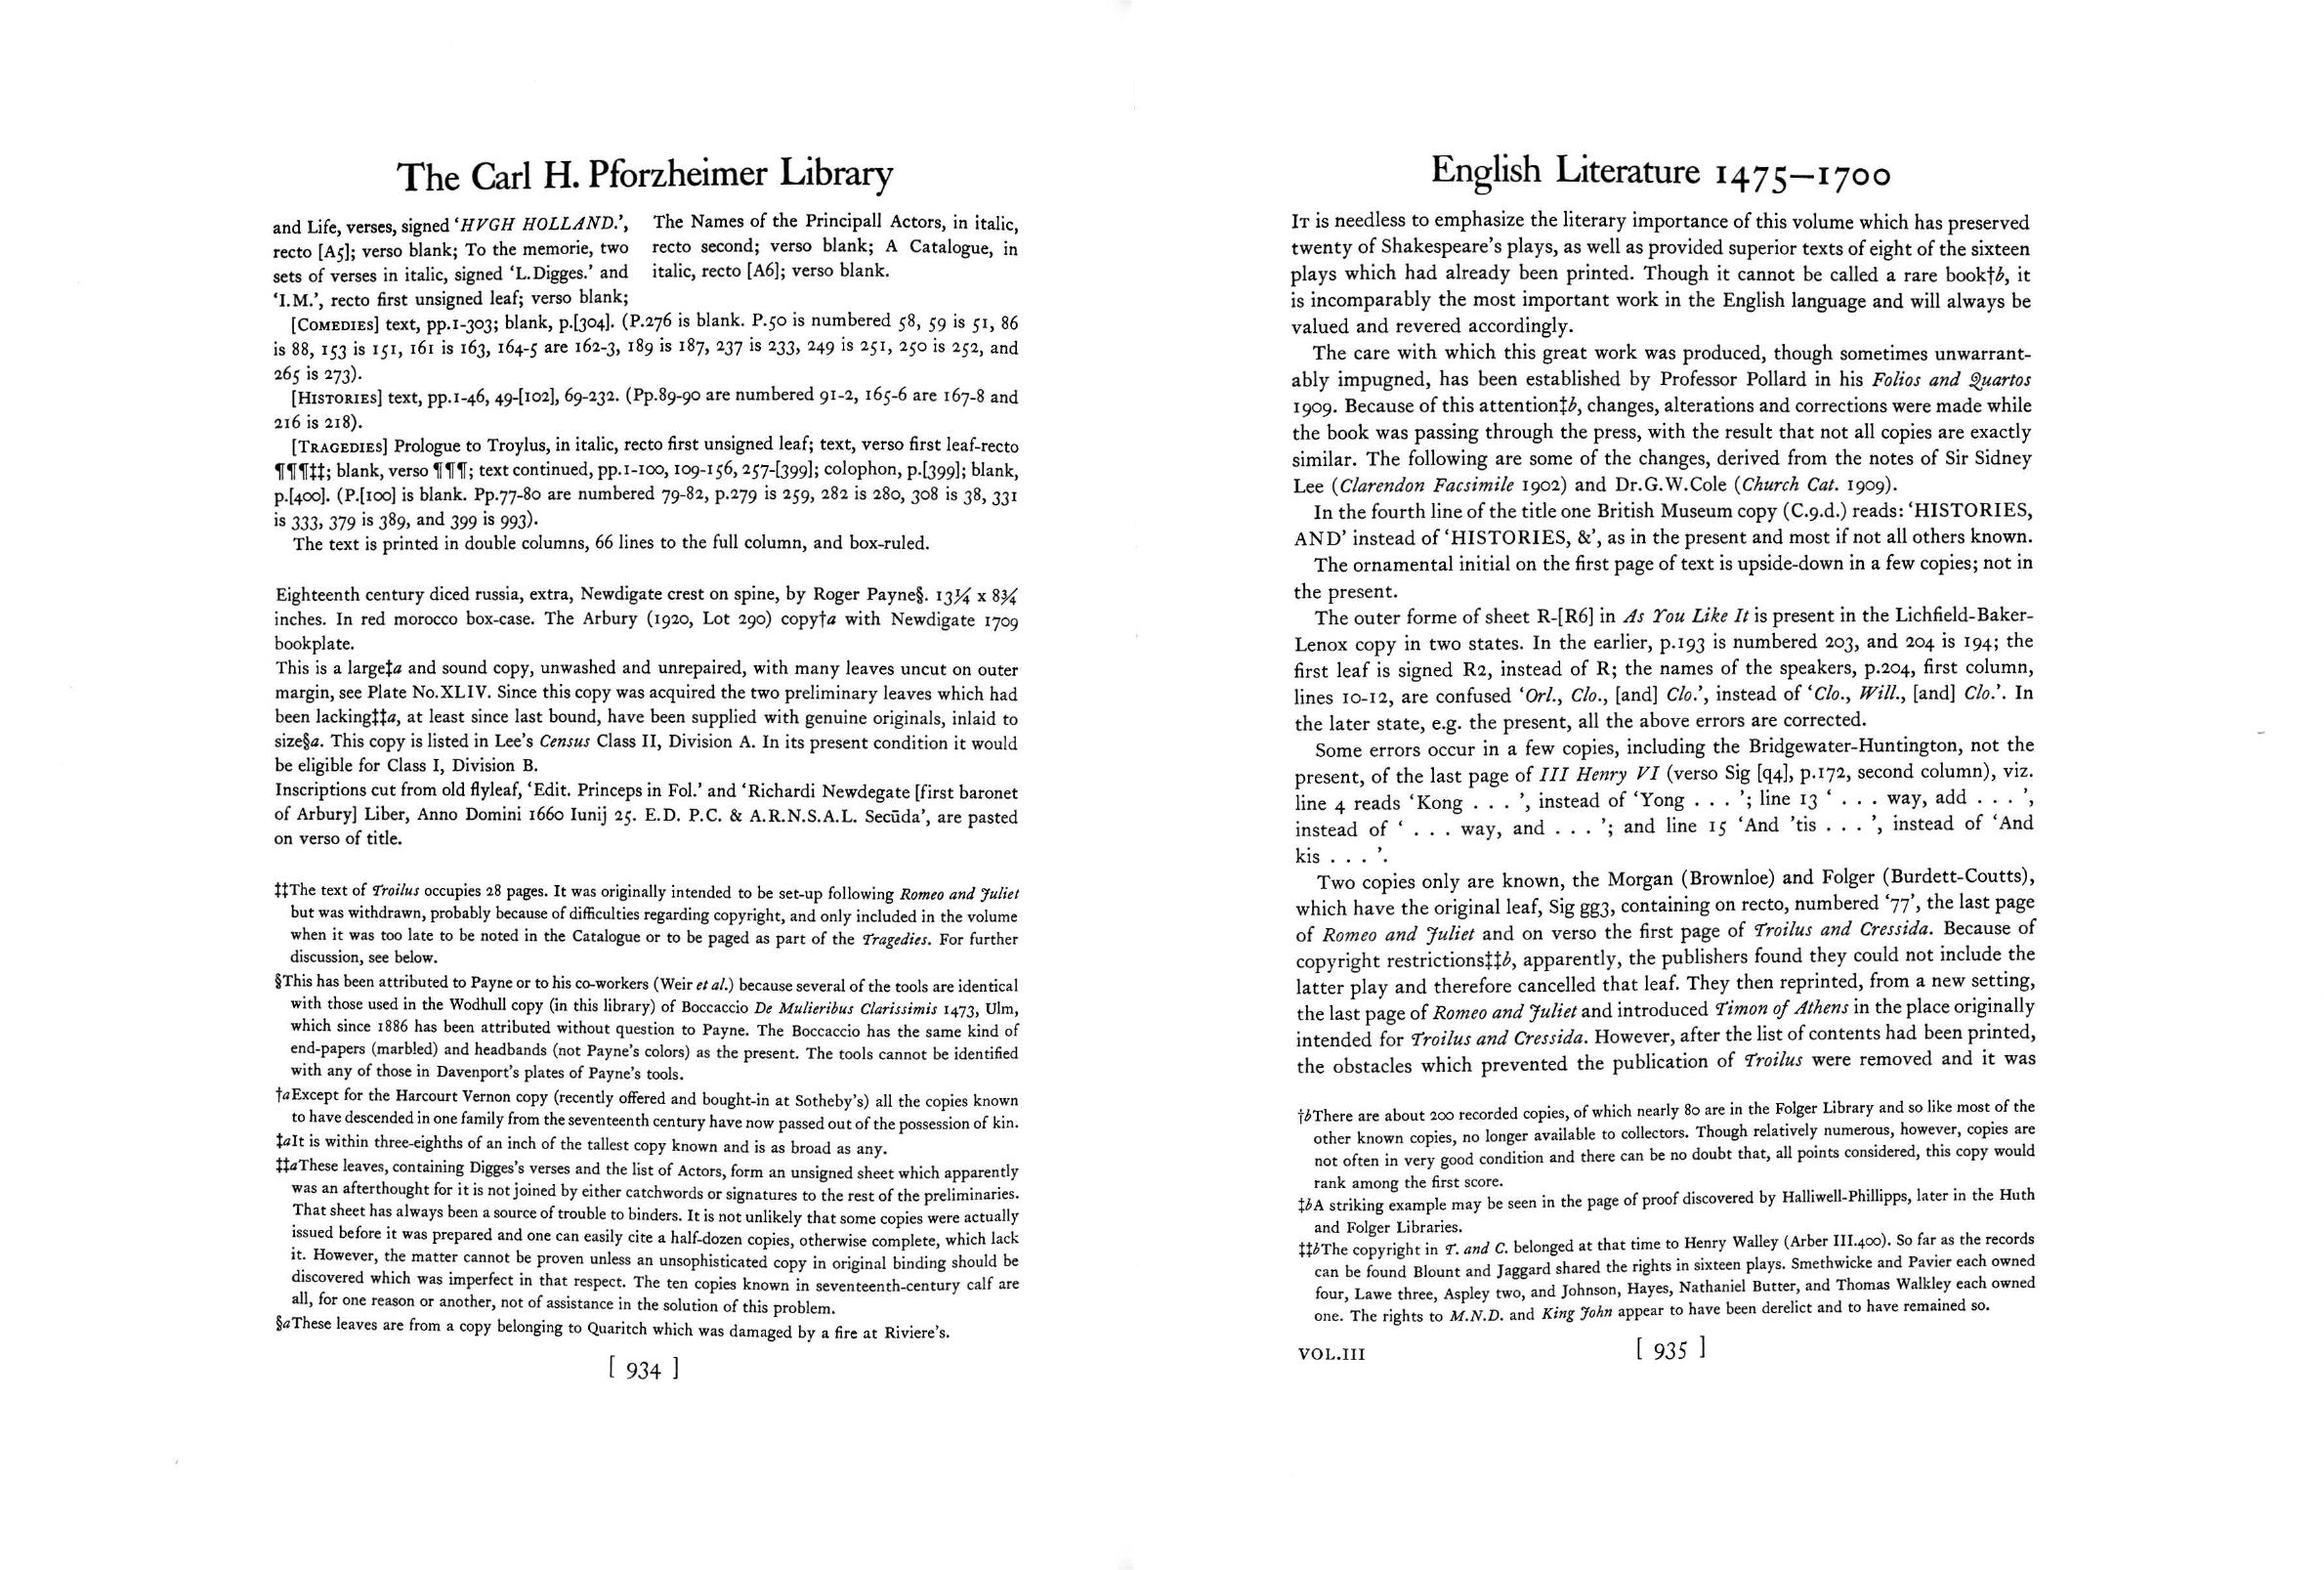 The Carl H. Pforzheimer Library
and Life, verses, signed ‘HVGH HOLLAND.’,
recto [A5]; verso blank; To the memorie, two
sets of verses in italic, signed ‘L.Digges.’ and
‘I.M.’, recto first unsigned leaf; verso blank;
The Names of the Principall Actors, in italic,
recto second; verso blank; A Catalogue, in
italic, recto [A6]; verso blank.
[COMEDIES] text, pp.1-303; blank, p.[304]. (P.276 is blank. P.50 is numbered 58, 59 is 51, 86
is 88, 153 is 151, 161 is 163, 164-5 are 162-3, 189 is 187, 237 is 233, 249 is 251, 250 is 252, and
265 is 273).
[HISTORIES] text, pp.1-46, 49-[102], 69-232. (Pp.89-90 are numbered 91-2, 165-6 are 167-8 and
216 is 218).
[TRAGEDIES] Prologue to Troylus, in italic, recto first unsigned leaf; text, verso first leaf-recto
¶¶¶‡‡; blank, verso ¶¶¶; text continued, pp.1-100, 109-156, 257-[399]; colophon, p.[399]; blank,
p.[400]. (P.[100] is blank. Pp.77-80 are numbered 79-82, p.279 is 259, 282 is 280, 308 is 38, 331
is 333, 379 is 389, and 399 is 993).
The text is printed in double columns, 66 lines to the full column, and box-ruled.
Eighteenth century diced russia, extra, Newdigate crest on spine, by Roger Payne§. 13¼ x 8¾
inches. In red morocco box-case. The Arbury (1920, Lot 290) copy†a with Newdigate 1709
bookplate.
This is a large‡a and sound copy, unwashed and unrepaired, with many leaves uncut on outer
margin, see Plate No.XLIV. Since this copy was acquired the two preliminary leaves which had
been lacking‡‡a, at least since last bound, have been supplied with genuine originals, inlaid to
size§a. This copy is listed in Lee’s Census Class II, Division A. In its present condition it would
be eligible for Class I, Division B.
Inscriptions cut from old flyleaf, ‘Edit. Princeps in Fol.’ and ‘Richardi Newdegate [first baronet
of Arbury] Liber, Anno Domini 1660 Iunij 25. E.D. P.C. & A.R.N.S.A.L. Secūda’, are pasted
on verso of title.
‡‡The text of Troilus occupies 28 pages. It was originally intended to be set-up following Romeo and Juliet
but was withdrawn, probably because of difficulties regarding copyright, and only included in the volume
when it was too late to be noted in the Catalogue or to be paged as part of the Tragedies. For further
discussion, see below.
§This has been attributed to Payne or to his co-workers (Weir et al.) because several of the tools are identical
with those used in the Wodhull copy (in this library) of Boccaccio De Mulieribus Clarissimis 1473, Ulm,
which since 1886 has been attributed without question to Payne. The Boccaccio has the same kind of
end-papers (marbled) and headbands (not Payne’s colors) as the present. The tools cannot be identified
with any of those in Davenport’s plates of Payne’s tools.
†aExcept for the Harcourt Vernon copy (recently offered and bought-in at Sotheby’s) all the copies known
to have descended in one family from the seventeenth century have now passed out of the possession of kin.
‡aIt is within three-eighths of an inch of the tallest copy known and is as broad as any.
‡‡aThese leaves, containing Digges’s verses and the list of Actors, form an unsigned sheet which apparently
was an afterthought for it is not joined by either catchwords or signatures to the rest of the preliminaries.
That sheet has always been a source of trouble to binders. It is not unlikely that some copies were actually
issued before it was prepared and one can easily cite a half-dozen copies, otherwise complete, which lack
it. However, the matter cannot be proven unless an unsophisticated copy in original binding should be
discovered which was imperfect in that respect. The ten copies known in seventeenth-century calf are
all, for one reason or another, not of assistance in the solution of this problem.
§aThese leaves are from a copy belonging to Quaritch which was damaged by a fire at Riviere’s.
[ 934 ]
English Literature 1475–1700
IT is needless to emphasize the literary importance of this volume which has preserved
twenty of Shakespeare’s plays, as well as provided superior texts of eight of the sixteen
plays which had already been printed. Though it cannot be called a rare book†b, it
is incomparably the most important work in the English language and will always be
valued and revered accordingly.
The care with which this great work was produced, though sometimes unwarrant-
ably impugned, has been established by Professor Pollard in his Folios and Quartos
1909. Because of this attention‡b, changes, alterations and corrections were made while
the book was passing through the press, with the result that not all copies are exactly
similar. The following are some of the changes, derived from the notes of Sir Sidney
Lee (Clarendon Facsimile 1902) and Dr.G.W.Cole (Church Cat. 1909).
In the fourth line of the title one British Museum copy (C.9.d.) reads: ‘HISTORIES,
AND’ instead of ‘HISTORIES, &’, as in the present and most if not all others known.
The ornamental initial on the first page of text is upside-down in a few copies; not in
the present.
The outer forme of sheet R-[R6] in As You Like It is present in the Lichfield-Baker-
Lenox copy in two states. In the earlier, p.193 is numbered 203, and 204 is 194; the
first leaf is signed R2, instead of R; the names of the speakers, p.204, first column,
lines 10-12, are confused ‘Orl., Clo., [and] Clo.’, instead of ‘Clo., Will., [and] Clo.’. In
the later state, e.g. the present, all the above errors are corrected.
Some errors occur in a few copies, including the Bridgewater-Huntington, not the
present, of the last page of III Henry VI (verso Sig [q4], p.172, second column), viz.
line 4 reads ‘Kong . . . ’, instead of ‘Yong . . . ’; line 13 ‘ . . . way, add . . . ’,
instead of ‘ . . . way, and . . . ’; and line 15 ‘And ’tis . . . ’, instead of ‘And
kis . . . ’.
Two copies only are known, the Morgan (Brownloe) and Folger (Burdett-Coutts),
which have the original leaf, Sig gg3, containing on recto, numbered ‘77’, the last page
of Romeo and Juliet and on verso the first page of Troilus and Cressida. Because of
copyright restrictions‡‡b, apparently, the publishers found they could not include the
latter play and therefore cancelled that leaf. They then reprinted, from a new setting,
the last page of Romeo and Juliet and introduced Timon of Athens in the place originally
intended for Troilus and Cressida. However, after the list of contents had been printed,
the obstacles which prevented the publication of Troilus were removed and it was
†bThere are about 200 recorded copies, of which nearly 80 are in the Folger Library and so like most of the
other known copies, no longer available to collectors. Though relatively numerous, however, copies are
not often in very good condition and there can be no doubt that, all points considered, this copy would
rank among the first score.
‡bA striking example may be seen in the page of proof discovered by Halliwell-Phillipps, later in the Huth
and Folger Libraries.
‡‡bThe copyright in T. and C. belonged at that time to Henry Walley (Arber III.400). So far as the records
can be found Blount and Jaggard shared the rights in sixteen plays. Smethwicke and Pavier each owned
four, Lawe three, Aspley two, and Johnson, Hayes, Nathaniel Butter, and Thomas Walkley each owned
one. The rights to M.N.D. and King John appear to have been derelict and to have remained so.
VOL.III
[ 935 ]